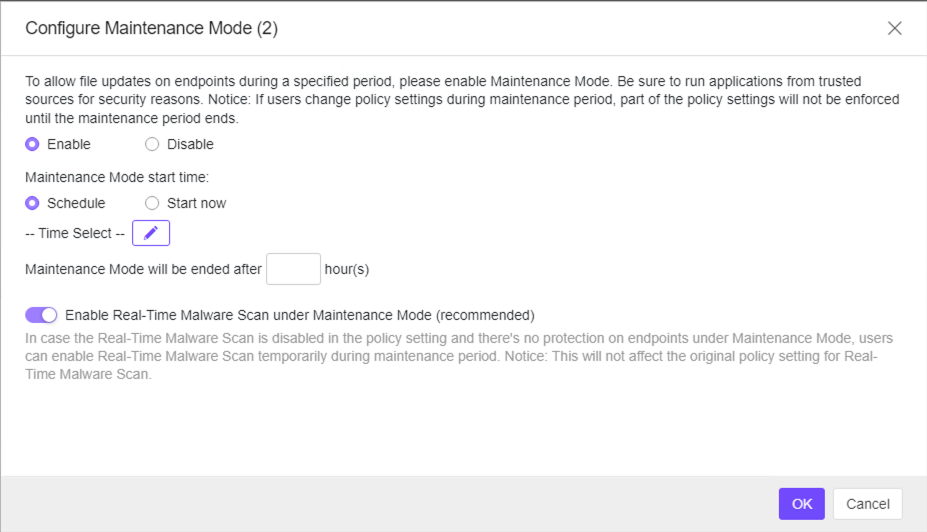 Configure Maintenance Mode (2)
To allow file updates on endpoints during a specified period, please enable Maintenance Mode. Be sure to run applications from trusted
sources for security reasons. Notice: If users change policy settings during maintenance period, part of the policy settings will not be enforced
until the maintenance period ends.
Enable Disable
Maintenance Mode start time:
Schedule Start now
-- Time Select --
Maintenance Mode will be ended after hour(s)
Enable Real-Time Malware Scan under Maintenance Mode (recommended)
In case the Real-Time Malware Scan is disabled in the policy setting and there's no protection on endpoints under Maintenance Mode, users
can enable Real-Time Malware Scan temporarily during maintenance period. Notice: This will not affect the original policy setting for Real-
Time Malware Scan.
OK Cancel